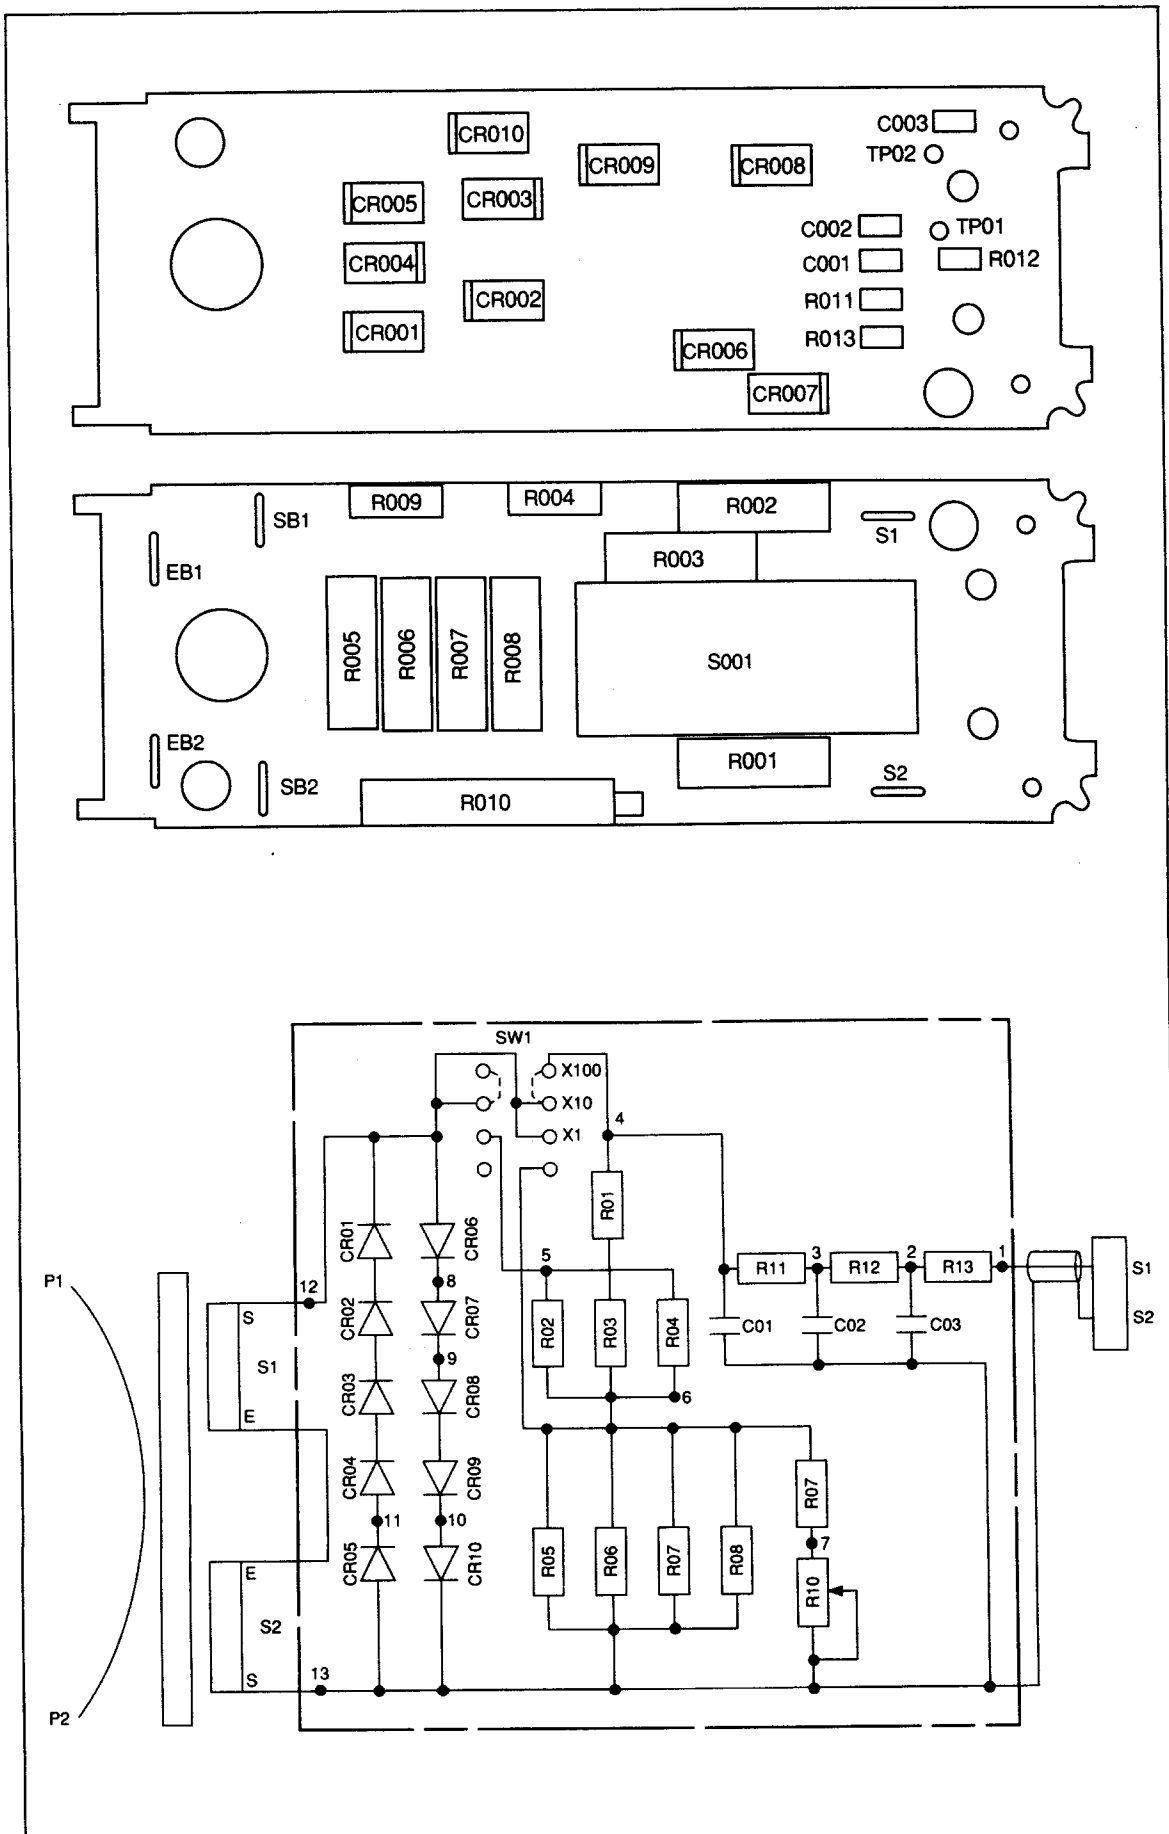 CR010
C003
CR009
CR008
TP02
CR005
CR003
C002
TP01
CR004
C001
R012
CR002
R011
CR001
R013
CR006
CR007
R009
R004
R002
SB1
S1
EB1
R003
R005
R006
R007
R008
S001
EB2
R001
SB2
S2
R010
SW1
X100
X10
X1
4
R01
CR01
CR06
5
3
2
1
R11
R12
R13
S1
P1
12
8
S
CR02
CR07
R02
R03
R04
C01
C02
C03
S2
S1
9
E
CR03
CR08
6
CR04
CR09
R07
11
10
7
E
CR05
CR10
R05
R06
R07
R08
R10
S2
S
13
P2